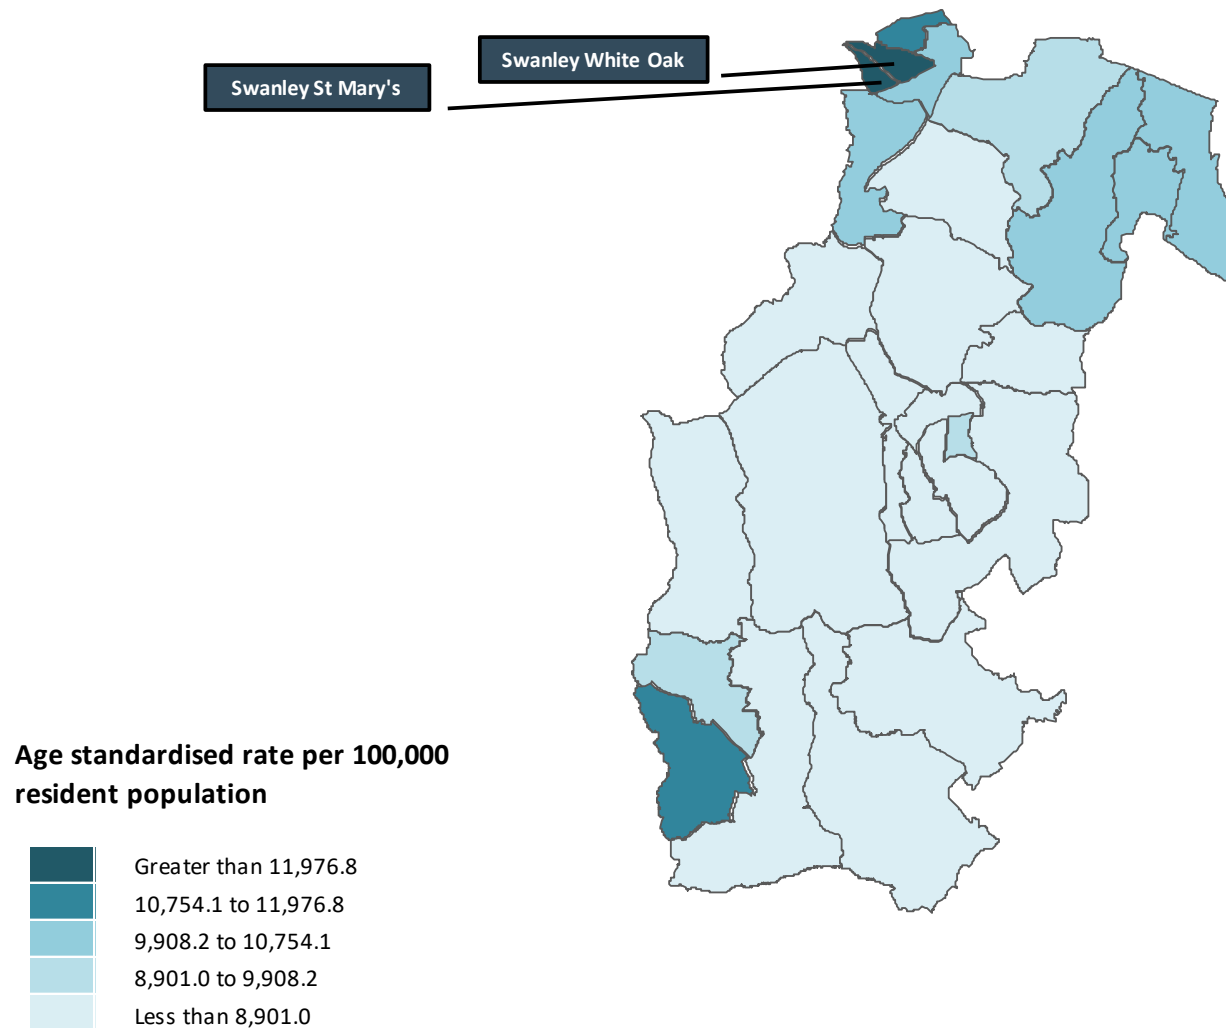 Swanley White Oak
Swanley St Mary's
Age standardised rate per 100,000
resident population
Greater than 11,976.8
10,754.1 to 11,976.8
9,908.2 to 10,754.1
8,901.0 to 9,908.2
Less than 8,901.0